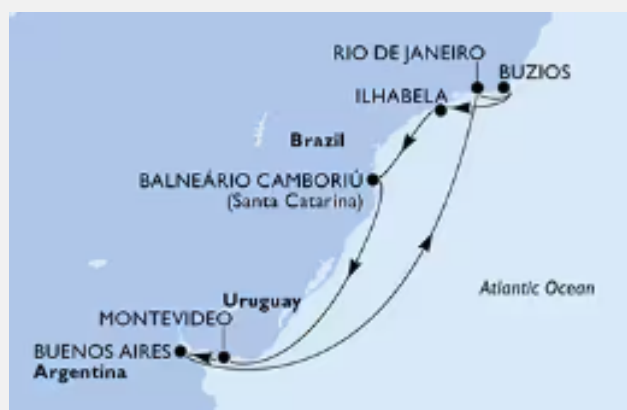 RIO DE JANEIRO
BUZIOS
ILHABELA
Brazil
BALNEÁRIO CAMBORIÚ
(Santa Catarina)
Atlantic Ocean
Uruguay
MONTEVIDEO
BUENOS AIRES
Argentina